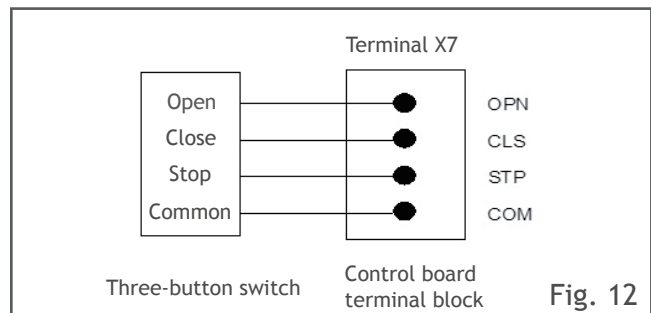 Terminal X7
Open OPN
Close CLS
Stop STP
Common COM
Three-button switch
Control board
terminal block
Fig. 12